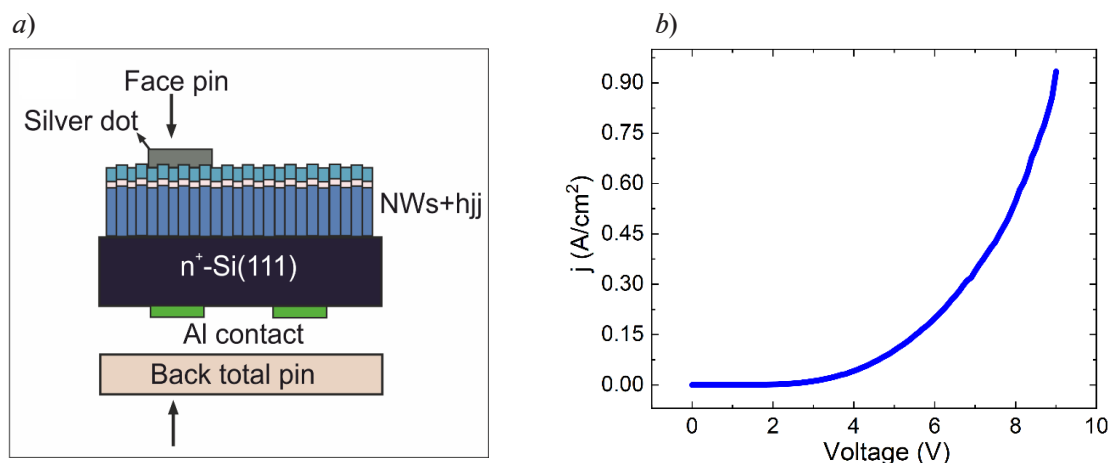 a)
Face pin
Silver dot
NWs+hjj
n⁺-Si(111)
Al contact
Back total pin
b)
j (A/cm²)
0.90
0.75
0.60
0.45
0.30
0.15
0.00
0 2 4 6 8 10
Voltage (V)